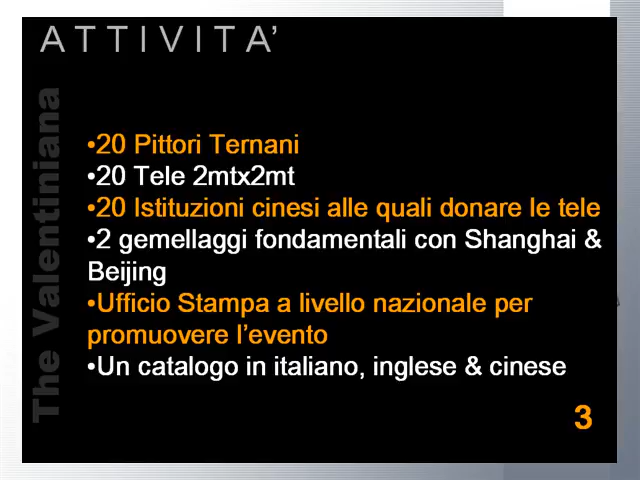 A T T I V I T A’
The Valentiniana
•20 Pittori Ternani
•20 Tele 2mtx2mt
•20 Istituzioni cinesi alle quali donare le tele
•2 gemellaggi fondamentali con Shanghai &
Beijing
•Ufficio Stampa a livello nazionale per
promuovere l’evento
•Un catalogo in italiano, inglese & cinese
3